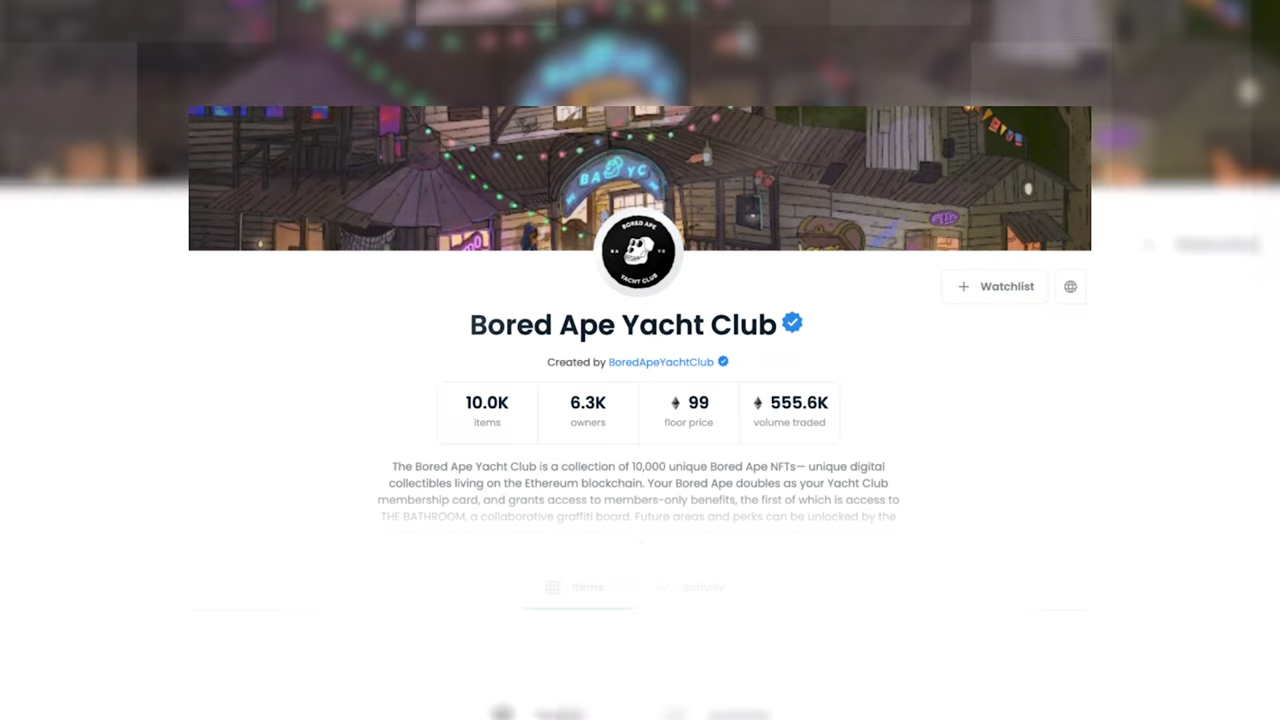 BAYC
BORED APE
BA YC
YACHT CLUB
+ Watchlist
Bored Ape Yacht Club
Created by BoredApeYachtClub
10.0K 6.3K 99 555.6K
items owners floor price volume traded
The Bored Ape Yacht Club is a collection of 10,000 unique Bored Ape NFTs— unique digital
collectibles living on the Ethereum blockchain. Your Bored Ape doubles as your Yacht Club
membership card, and grants access to members-only benefits, the first of which is access to
THE BATHROOM, a collaborative graffiti board. Future areas and perks can be unlocked by the
Items Activity